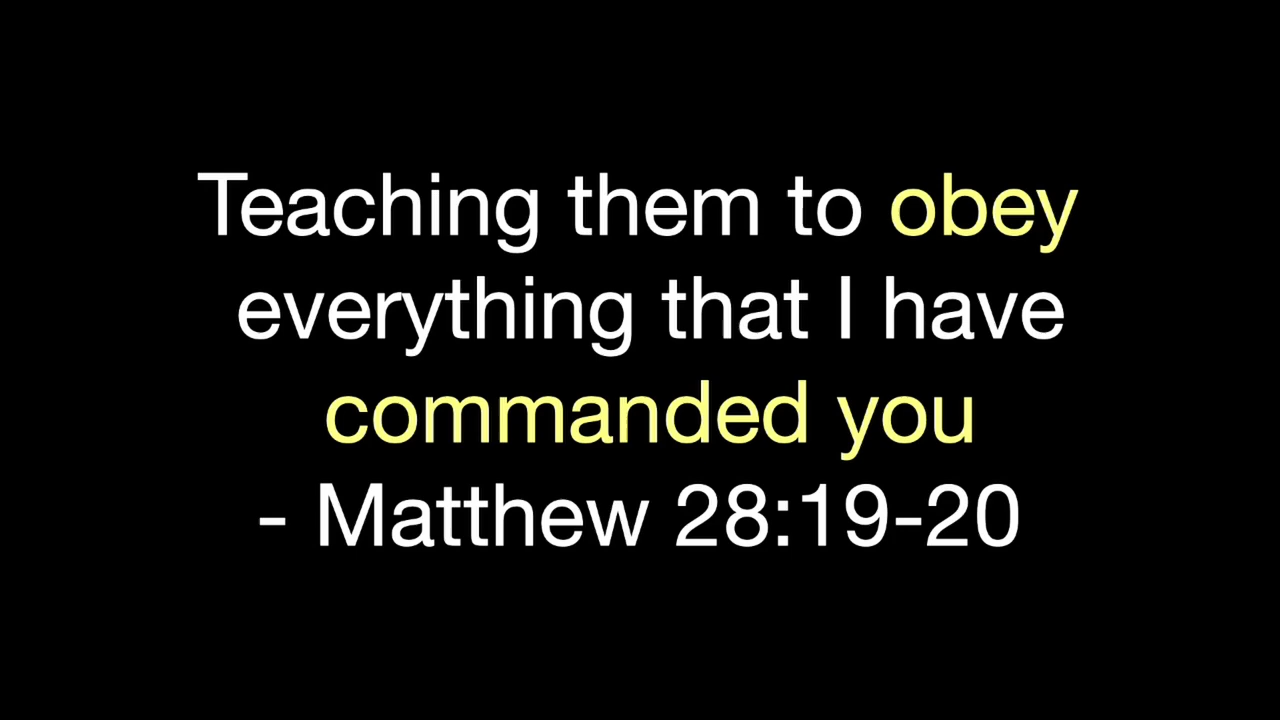 Teaching them to obey
everything that I have
commanded you
- Matthew 28:19-20